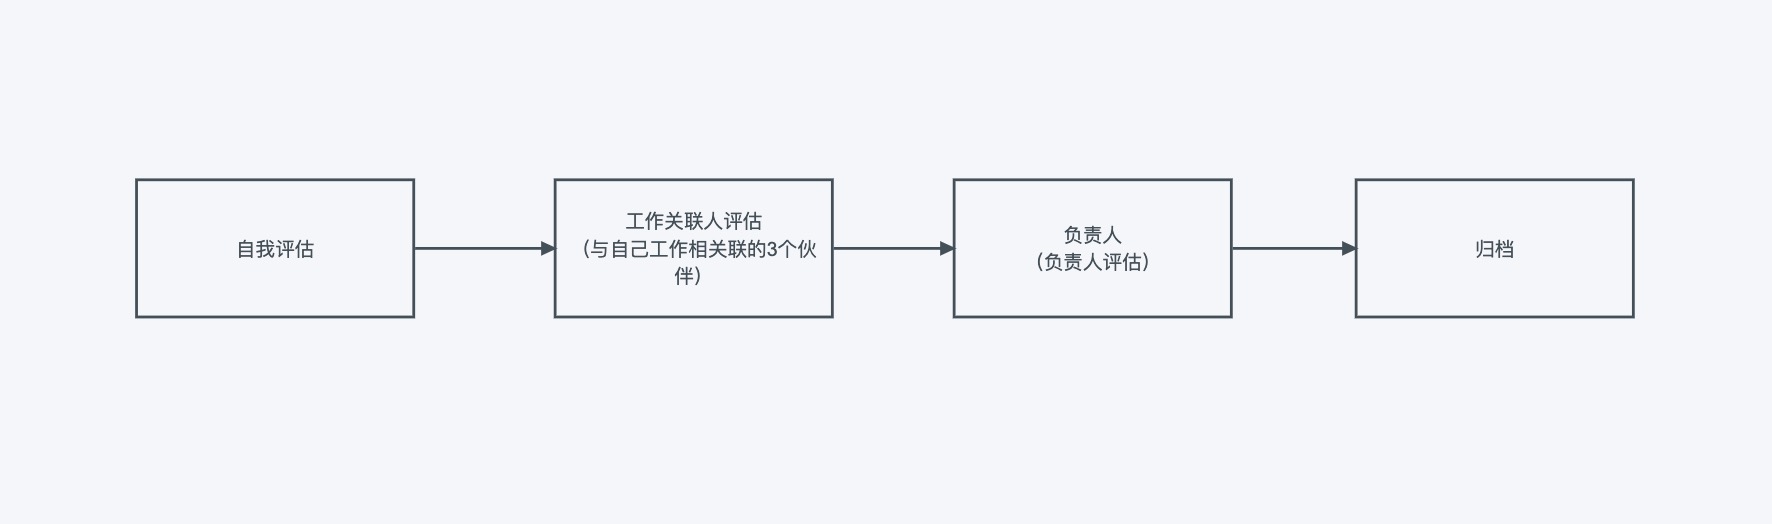 自我评估
工作关联人评估
（与自己工作相关联的3个伙
伴）
负责人
（负责人评估）
归档